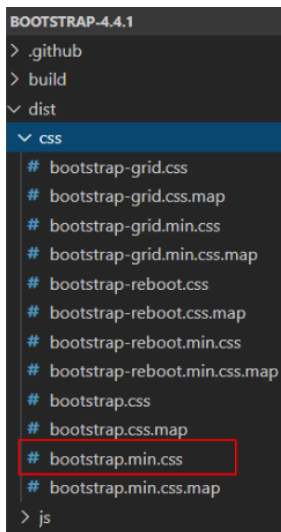 BOOTSTRAP-4.4.1
> .github
> build
dist
css
# bootstrap-grid.css
# bootstrap-grid.css.map
# bootstrap-grid.min.css
# bootstrap-grid.min.css.map
# bootstrap-reboot.css
# bootstrap-reboot.css.map
# bootstrap-reboot.min.css
# bootstrap-reboot.min.css.map
# bootstrap.css
# bootstrap.css.map
# bootstrap.min.css
# bootstrap.min.css.map
> js